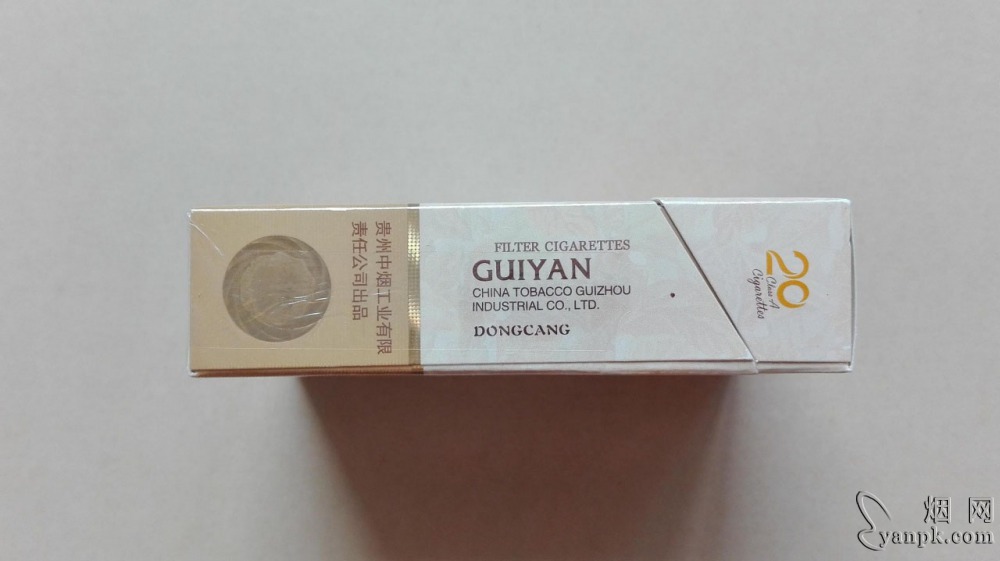 贵州中烟工业有限
责任公司出品
FILTER CIGARETTES
GUIYAN
CHINA TOBACCO GUIZHOU
INDUSTRIAL CO., LTD.
DONGCANG
20
Class A
Cigarettes
烟网
yanpk.com